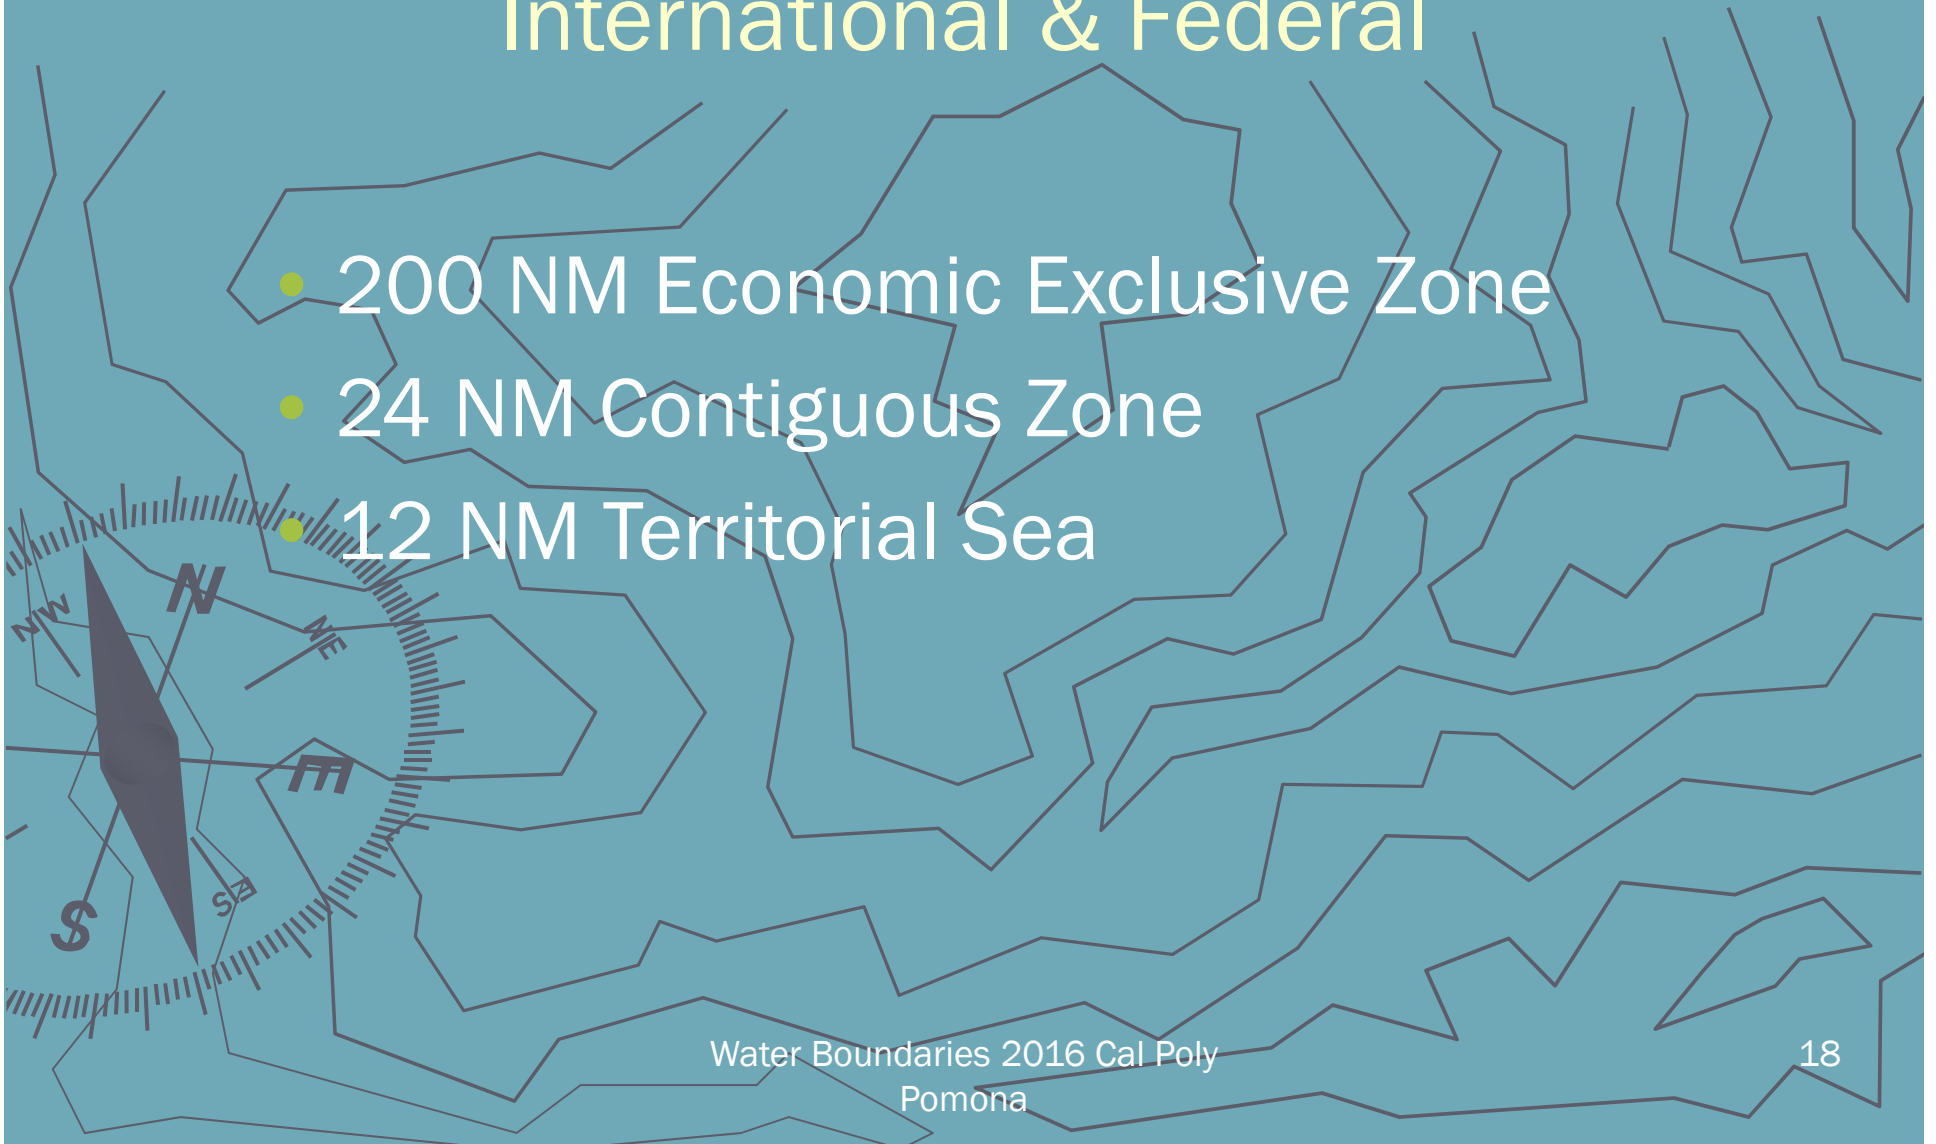 International & Federal
• 200 NM Economic Exclusive Zone
• 24 NM Contiguous Zone
• 12 NM Territorial Sea
N
NW
NE
E
SE
S
Water Boundaries 2016 Cal Poly
Pomona
18